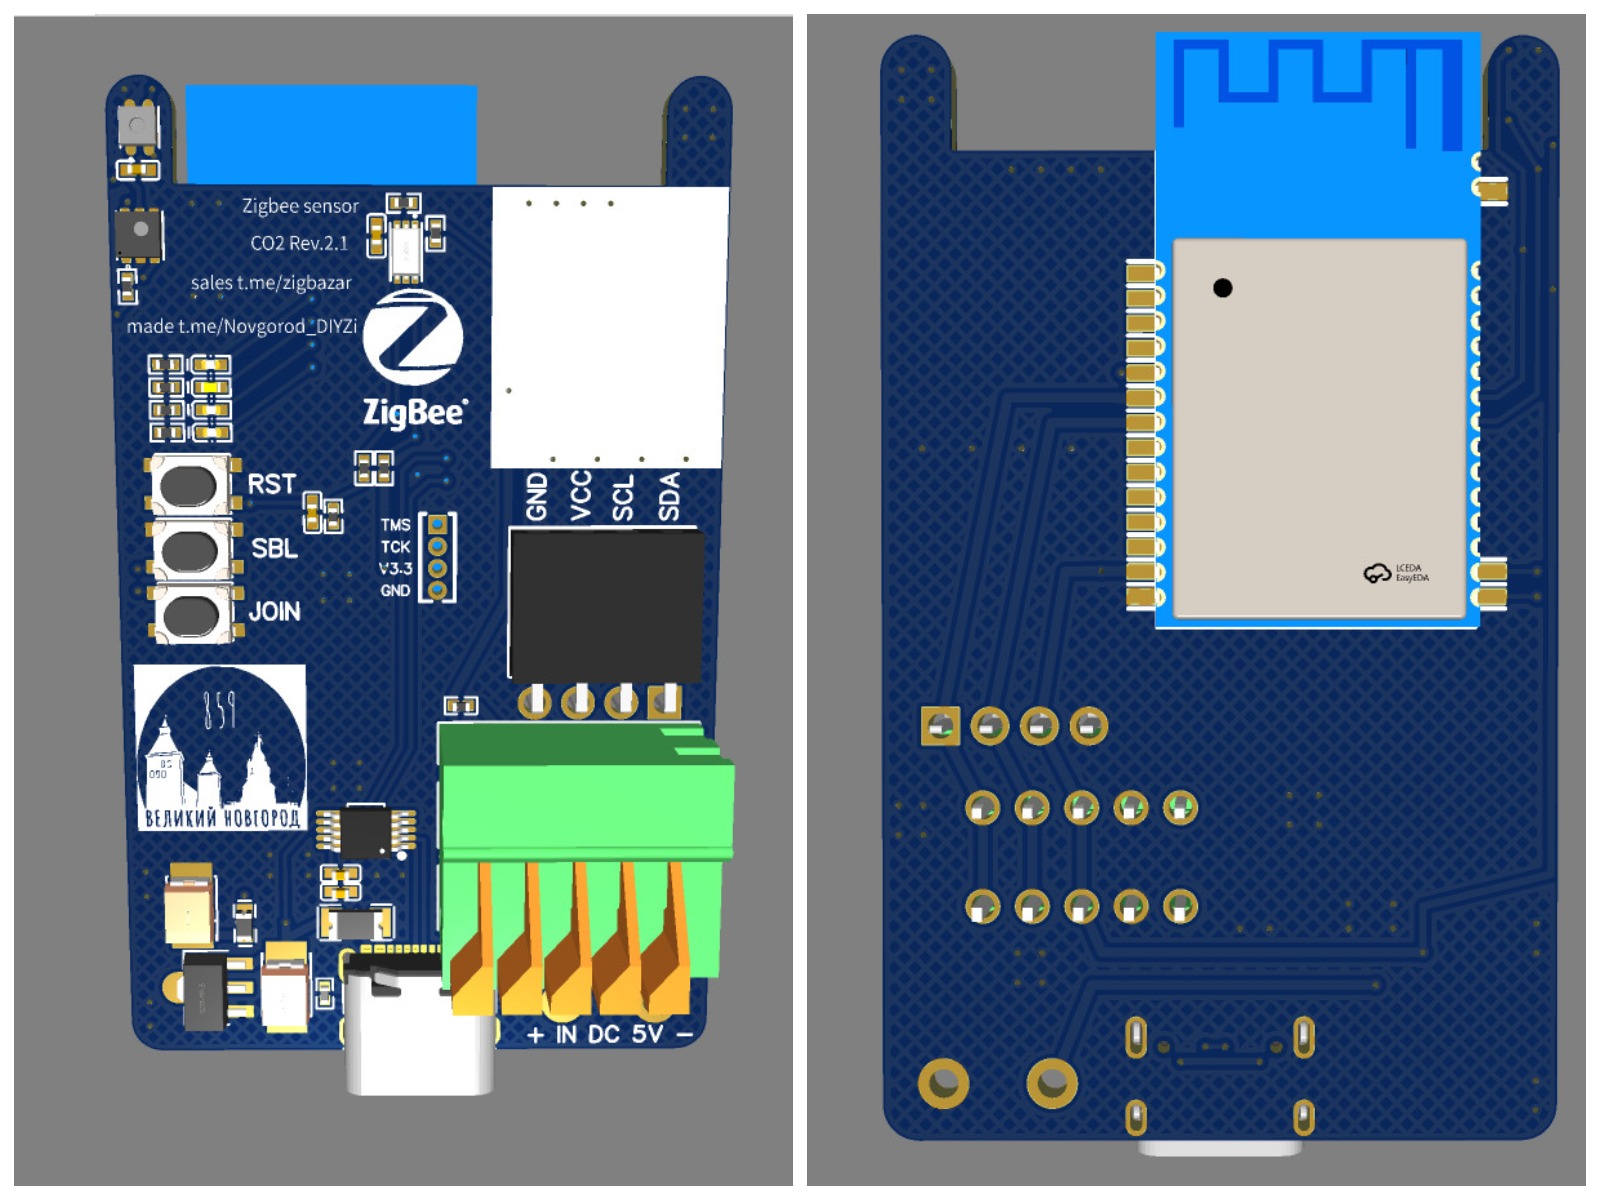 Zigbee sensor
CO2 Rev.2.1
sales t.me/zigbazar
made t.me/Novgorod_DIYZi
ZigBee®
GND VCC SCL SDA
RST
SBL
JOIN
TMS
TCK
V3.3
GND
859
ВЕЛИКИЙ НОВГОРОД
+ IN DC 5V −
LCEDA
EasyEDA